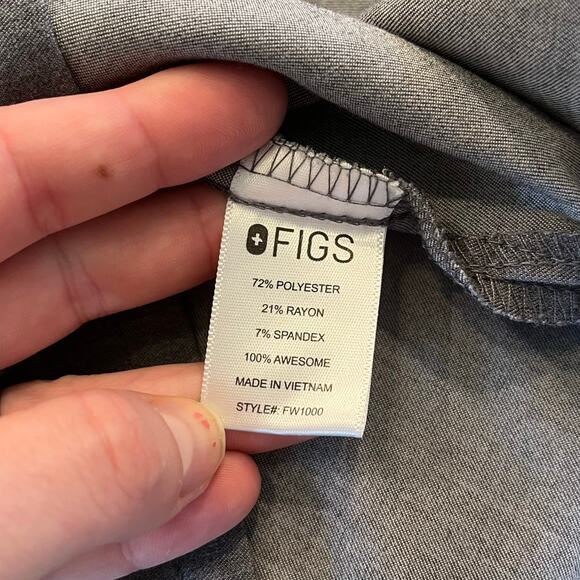 FIGS
72% POLYESTER
21% RAYON
7% SPANDEX
100% AWESOME
MADE IN VIETNAM
STYLE#: FW1000